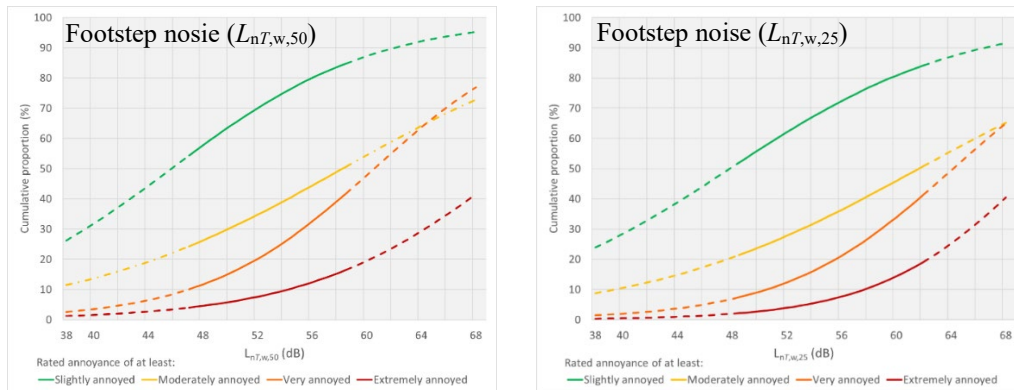 Footstep nosie (LnT,w,50)
100
90
80
70
60
50
40
30
20
10
0
Cumulative proportion (%)
38 40 44 48 52 56 60 64 68
LnT,w,50 (dB)
Rated annoyance of at least:
Slightly annoyed Moderately annoyed Very annoyed Extremely annoyed
Footstep noise (LnT,w,25)
100
90
80
70
60
50
40
30
20
10
0
Cumulative proportion (%)
38 40 44 48 52 56 60 64 68
LnT,w,25 (dB)
Rated annoyance of at least:
Slightly annoyed Moderately annoyed Very annoyed Extremely annoyed